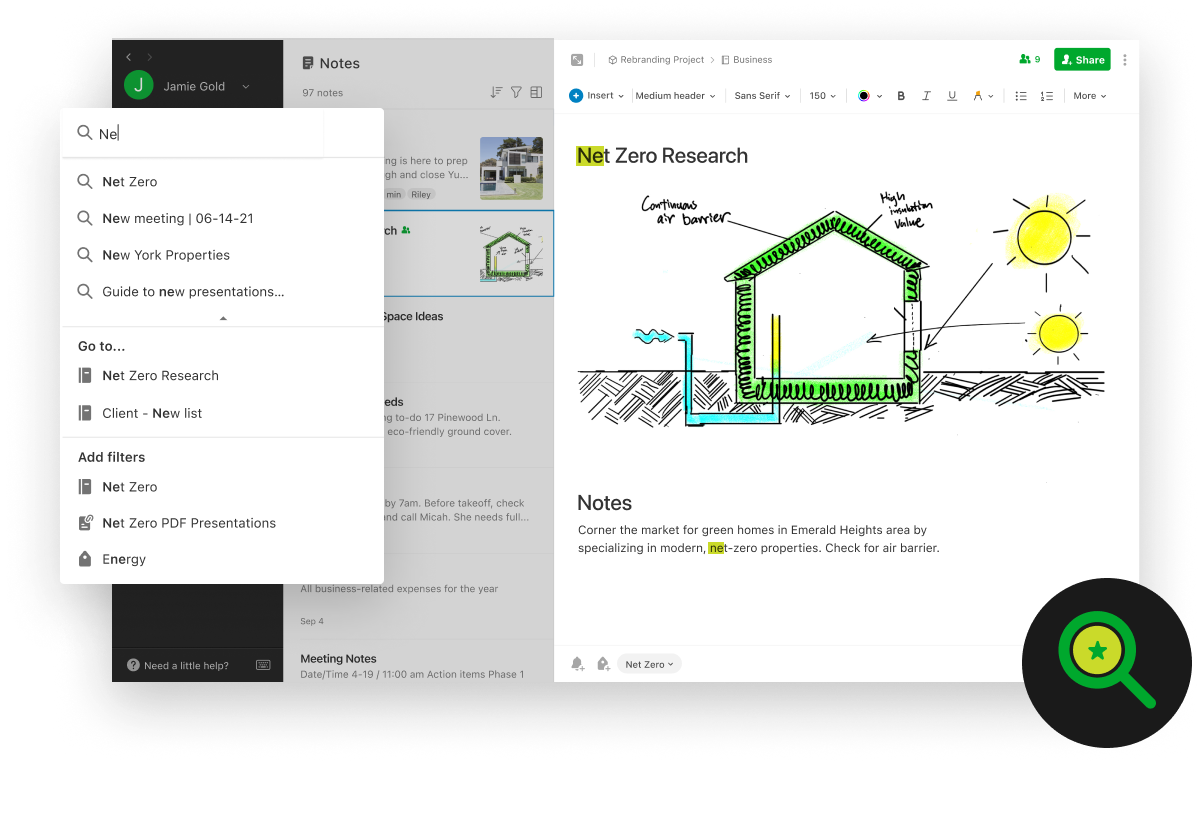 J
Jamie Gold
Ne
Net Zero
New meeting | 06-14-21
New York Properties
Guide to new presentations...
Go to...
Net Zero Research
Client - New list
Add filters
Net Zero
Net Zero PDF Presentations
Energy
Need a little help?
Notes
97 notes
ing is here to prep
gh and close Yu...
min
Riley
ch
Space Ideas
eds
ng to-do 17 Pinewood Ln.
eco-friendly ground cover.
by 7am. Before takeoff, check
and call Micah. She needs full...
All business-related expenses for the year
Sep 4
Meeting Notes
Date/Time 4-19 / 11:00 am Action items Phase 1
Rebranding Project > Business
9
Share
Insert
Medium header
Sans Serif
150
B
I
U
A
More
Net Zero Research
Continuous
air barrier
High
insulation
value
Notes
Corner the market for green homes in Emerald Heights area by
specializing in modern, net-zero properties. Check for air barrier.
Net Zero